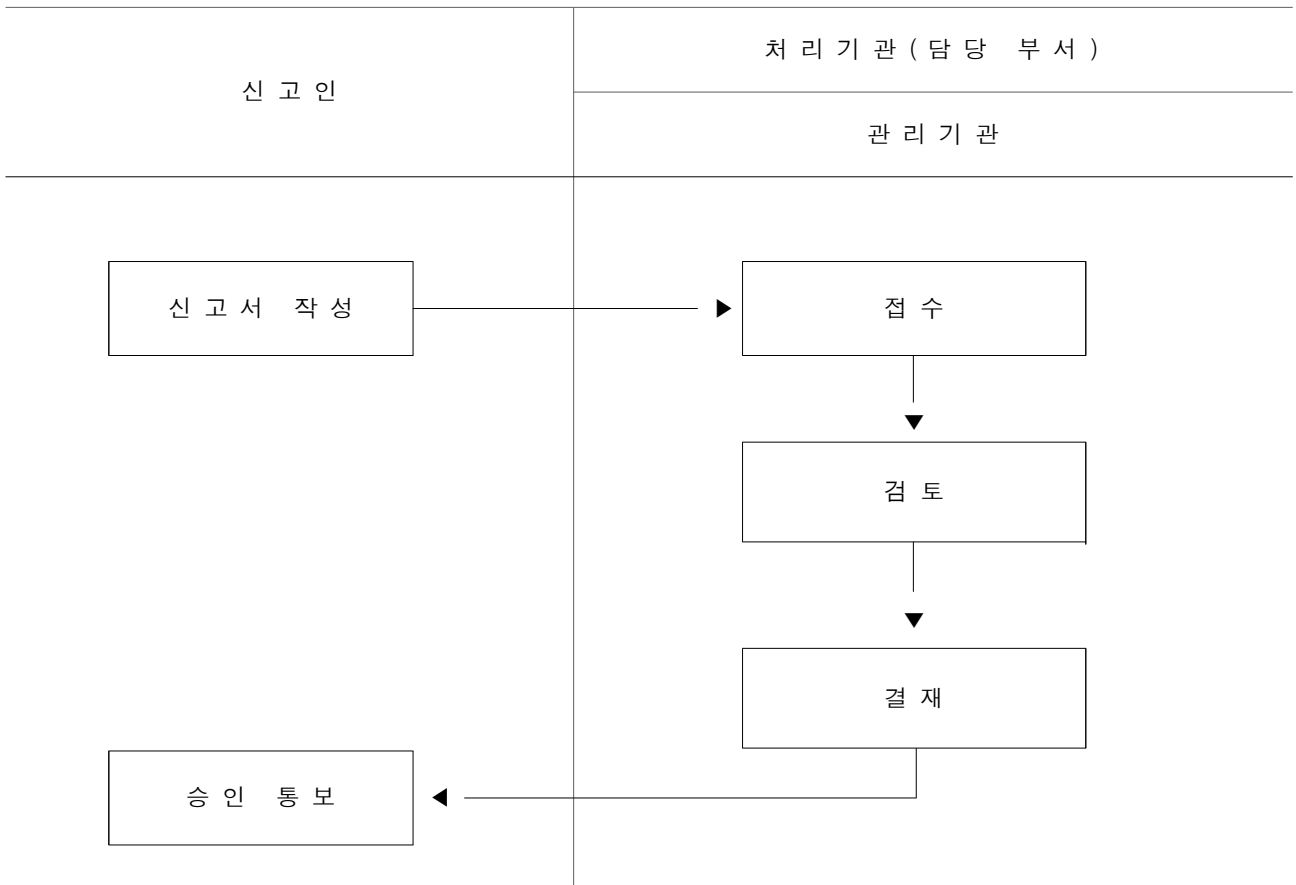 신고인
처리기관(담당 부서)
관리기관
신고서 작성
접수
검토
결재
승인 통보